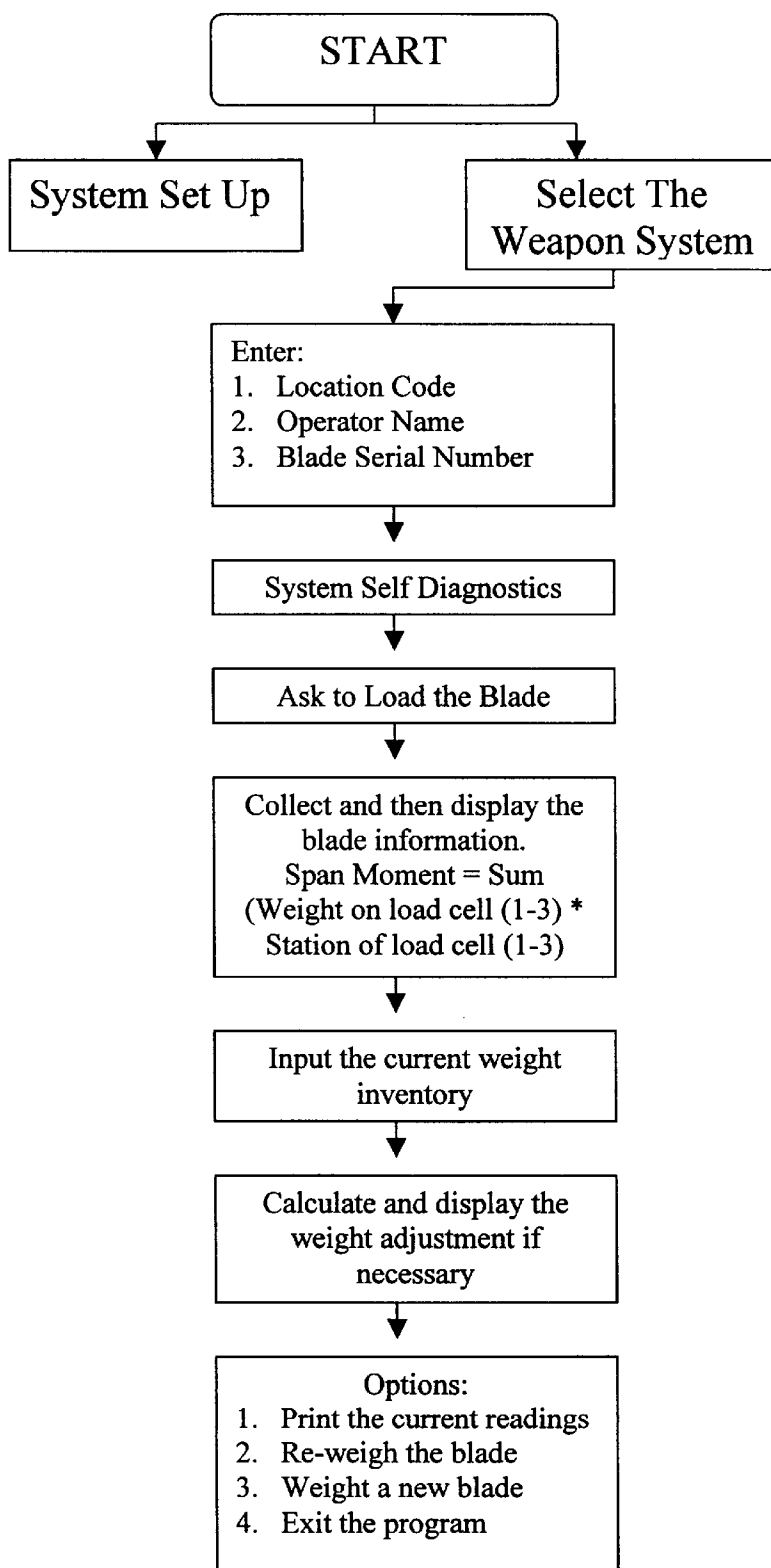 START
System Set Up
Select The
Weapon System
Enter:
1. Location Code
2. Operator Name
3. Blade Serial Number
System Self Diagnostics
Ask to Load the Blade
Collect and then display the
blade information.
Span Moment = Sum
(Weight on load cell (1-3) *
Station of load cell (1-3)
Input the current weight
inventory
Calculate and display the
weight adjustment if
necessary
Options:
1. Print the current readings
2. Re-weigh the blade
3. Weight a new blade
4. Exit the program